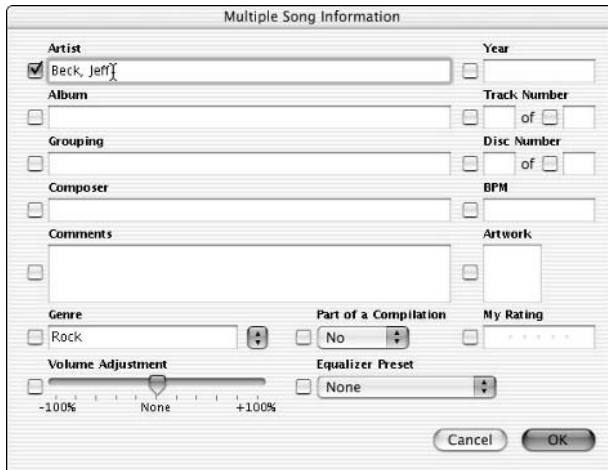 Multiple Song Information
Artist
Year
Beck, Jeff
Album
Track Number
of
Grouping
Disc Number
of
Composer
BPM
Comments
Artwork
Genre
Part of a Compilation
My Rating
Rock
No
Volume Adjustment
Equalizer Preset
None
-100%
None
+100%
Cancel
OK